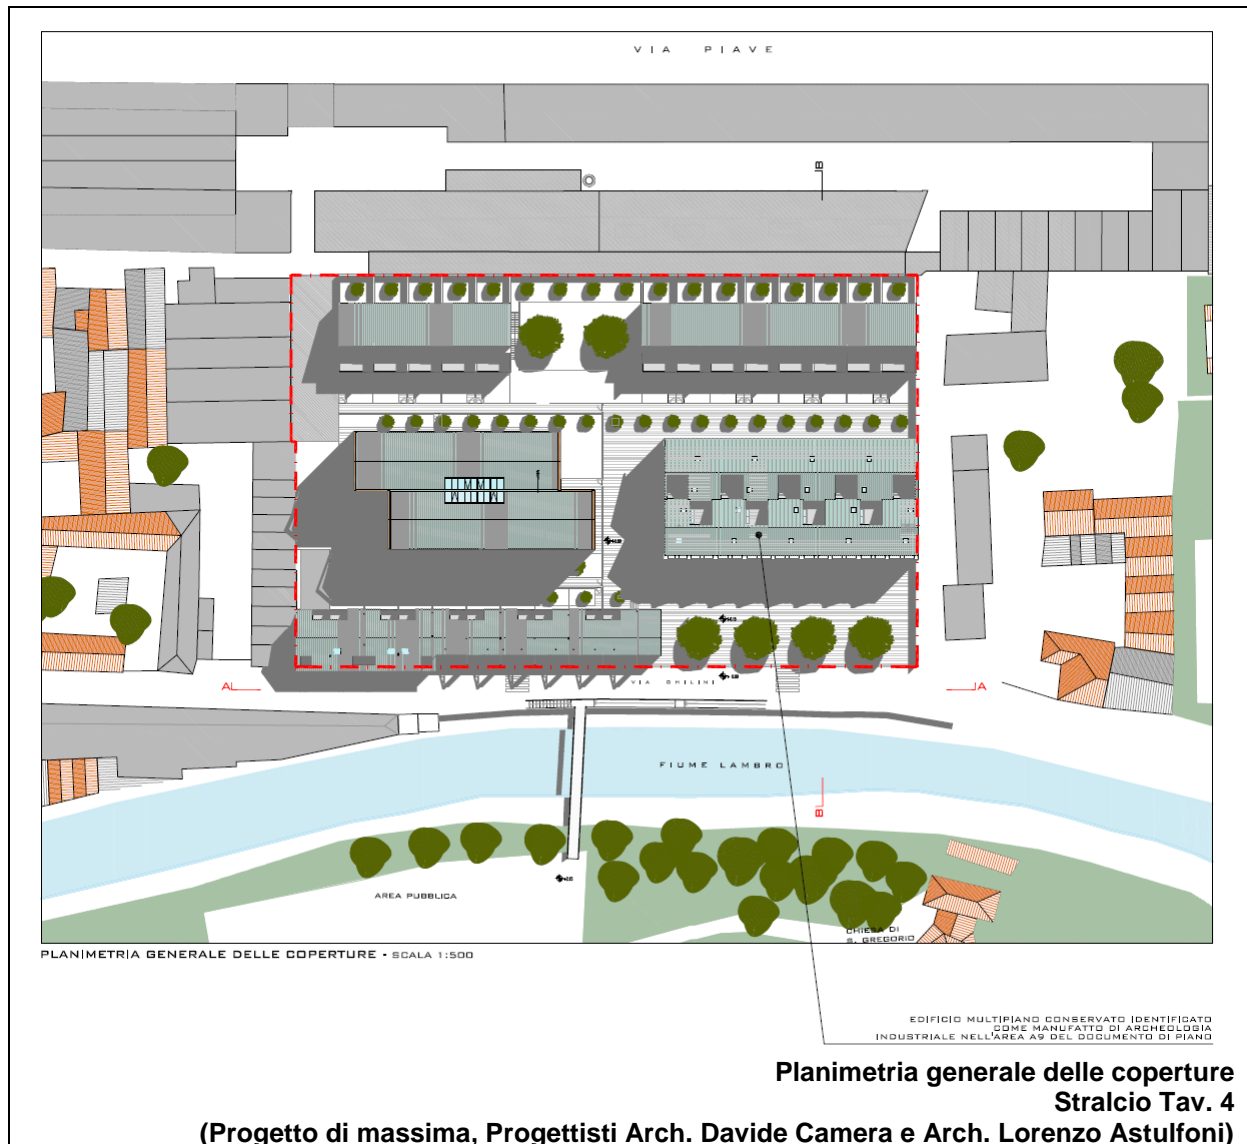 VIA PIAVE
B
A
A
VIA GHILINI
FIUME LAMBRO
B
AREA PUBBLICA
CHIESA DI
S. GREGORIO
PLANIMETRIA GENERALE DELLE COPERTURE - SCALA 1:500
EDIFICIO MULTIPIANO CONSERVATO IDENTIFICATO
COME MANUFATTO DI ARCHEOLOGIA
INDUSTRIALE NELL'AREA A9 DEL DOCUMENTO DI PIANO
Planimetria generale delle coperture
Stralcio Tav. 4
(Progetto di massima, Progettisti Arch. Davide Camera e Arch. Lorenzo Astulfoni)